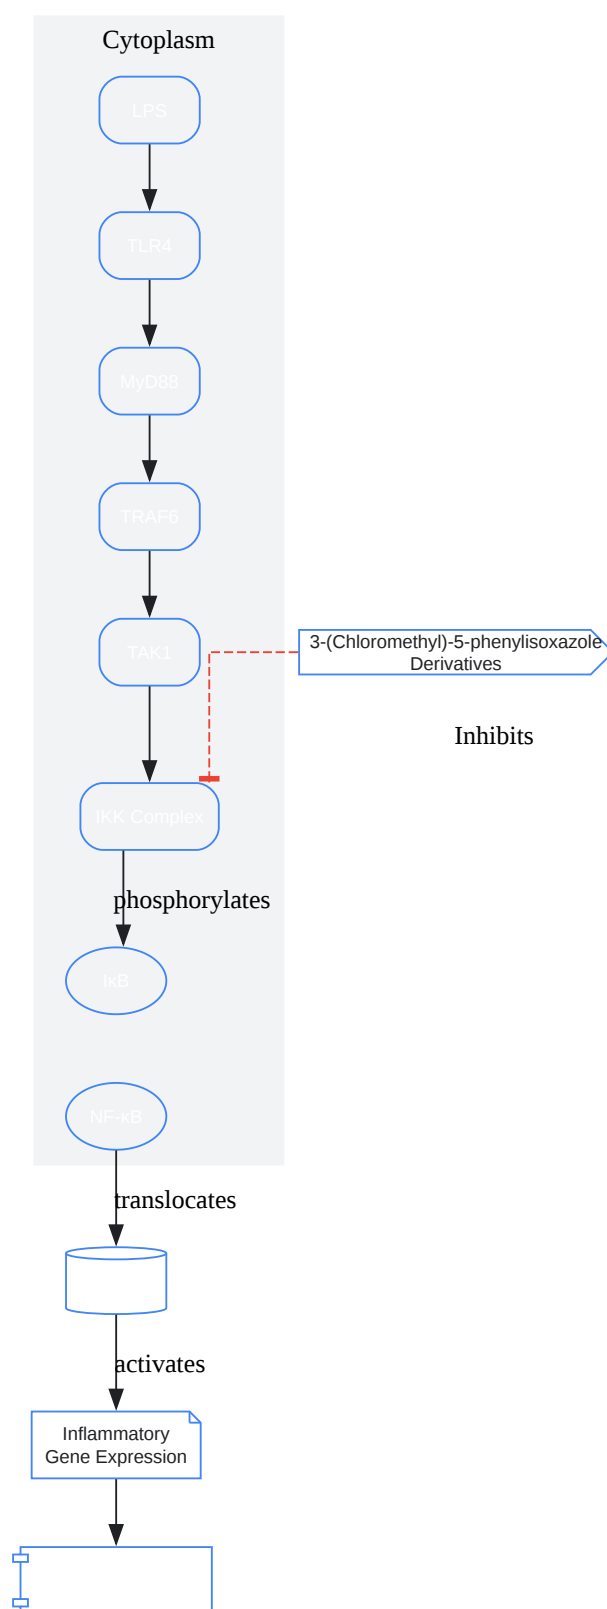 Cytoplasm
LPS
TLR4
MyD88
TRAF6
TAK1
3-(Chloromethyl)-5-phenylisoxazole
Derivatives
Inhibits
IKK Complex
phosphorylates
IκB
NF-κB
translocates
activates
Inflammatory
Gene Expression